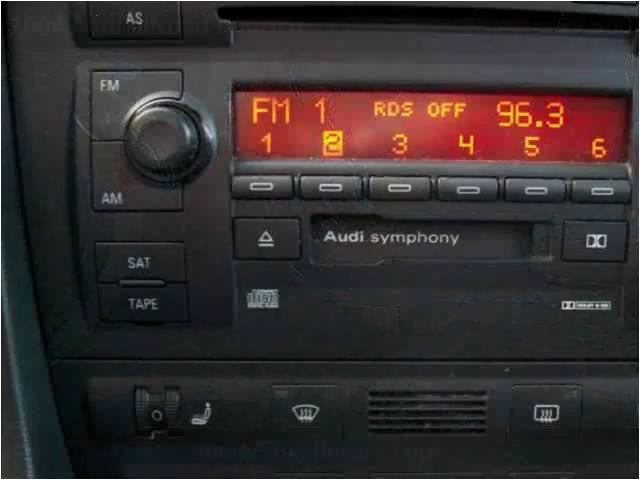 AS
FM
FM 1 RDS OFF 96.3
1 2 3 4 5 6
AM
Audi symphony
SAT
TAPE